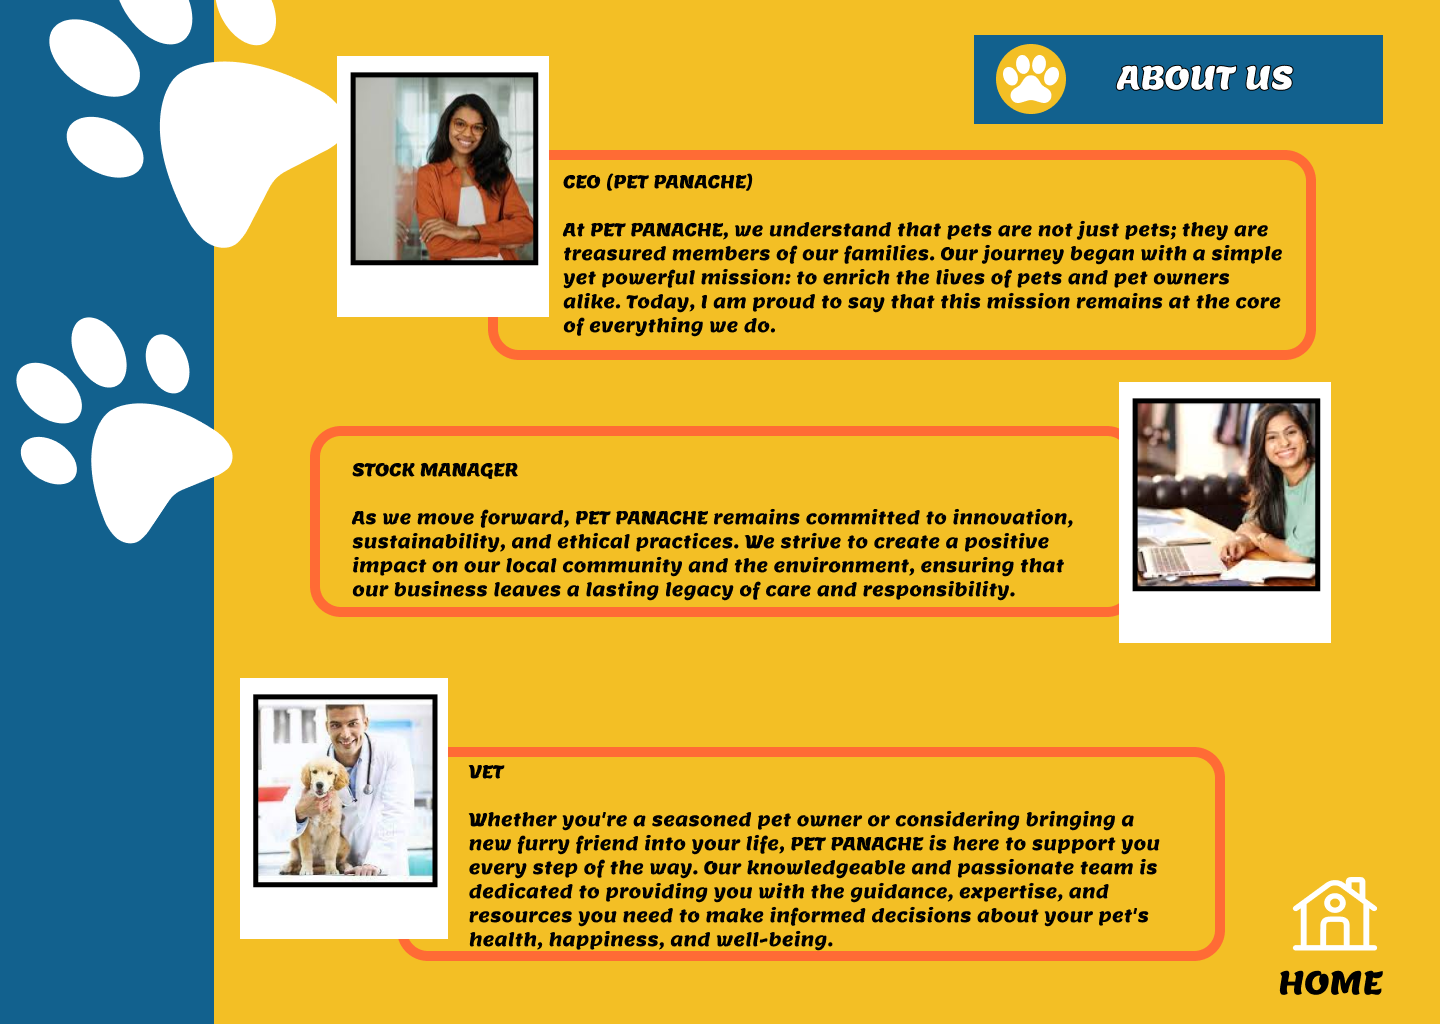 ABOUT US
CEO (PET PANACHE)
At PET PANACHE, we understand that pets are not just pets; they are
treasured members of our families. Our journey began with a simple
yet powerful mission: to enrich the lives of pets and pet owners
alike. Today, I am proud to say that this mission remains at the core
of everything we do.
STOCK MANAGER
As we move forward, PET PANACHE remains committed to innovation,
sustainability, and ethical practices. We strive to create a positive
impact on our local community and the environment, ensuring that
our business leaves a lasting legacy of care and responsibility.
VET
Whether you're a seasoned pet owner or considering bringing a
new furry friend into your life, PET PANACHE is here to support you
every step of the way. Our knowledgeable and passionate team is
dedicated to providing you with the guidance, expertise, and
resources you need to make informed decisions about your pet's
health, happiness, and well-being.
HOME